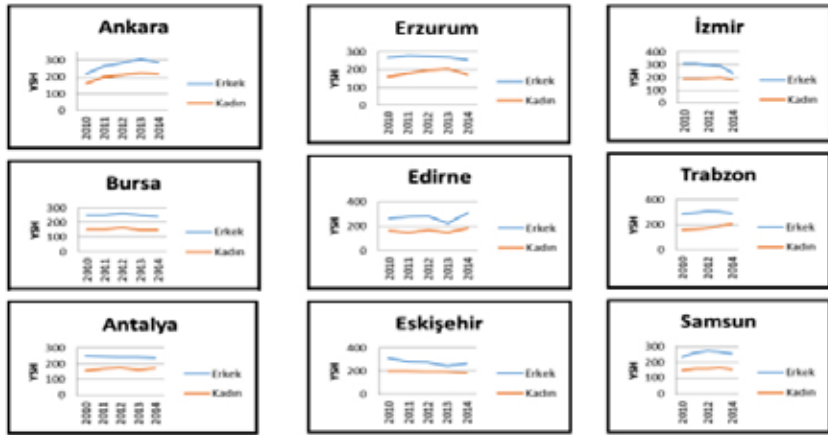 Ankara
YSH
300
200
100
0
2010
2011
2012
2013
2014
Erkek
Kadın
Erzurum
YSH
300
200
100
0
2010
2011
2012
2013
2014
Erkek
Kadın
İzmir
YSH
400
300
200
100
0
2010
2012
2014
Erkek
Kadın
Bursa
YSH
300
200
100
0
2010
2011
2012
2013
2014
Erkek
Kadın
Edirne
YSH
400
200
0
2010
2011
2012
2013
2014
Erkek
Kadın
Trabzon
YSH
400
200
0
2010
2012
2014
Erkek
Kadın
Antalya
YSH
300
200
100
0
2010
2011
2012
2013
2014
Erkek
Kadın
Eskişehir
YSH
400
200
0
2010
2011
2012
2013
2014
Erkek
Kadın
Samsun
YSH
300
200
100
0
2010
2012
2014
Erkek
Kadın